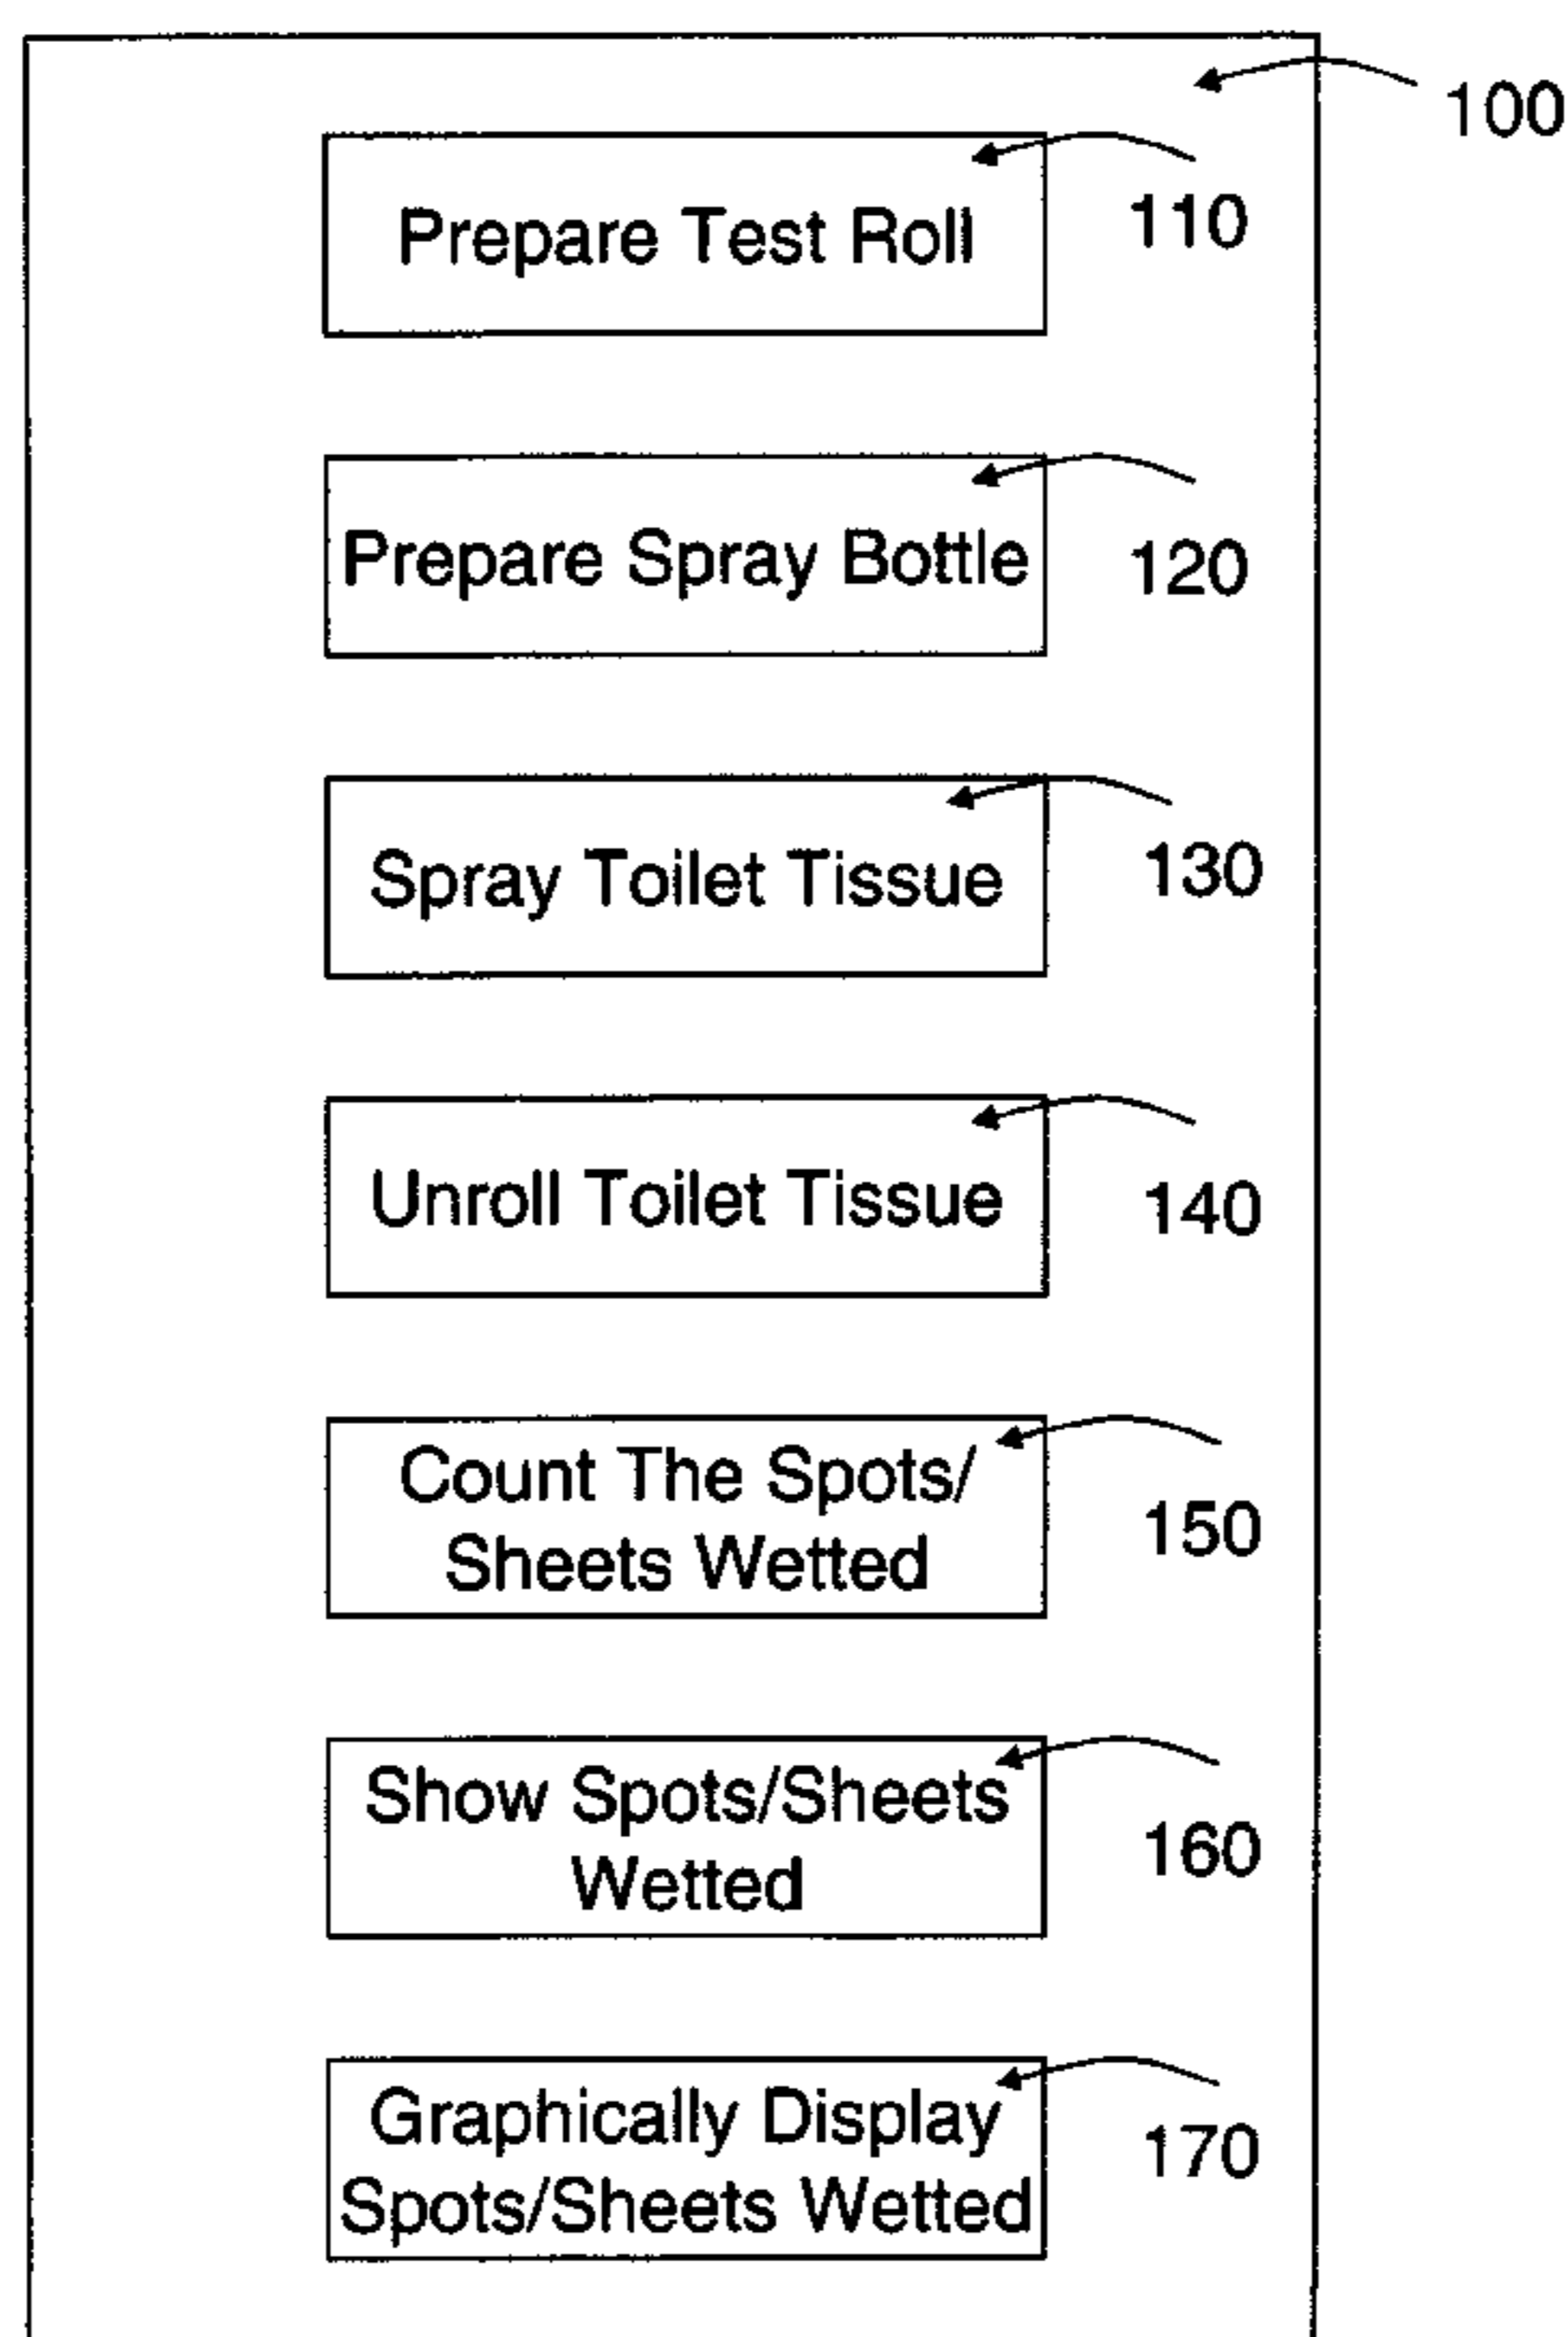 100
Prepare Test Roll
110
Prepare Spray Bottle
120
Spray Toilet Tissue
130
Unroll Toilet Tissue
140
Count The Spots/
Sheets Wetted
150
Show Spots/Sheets
Wetted
160
Graphically Display
Spots/Sheets Wetted
170